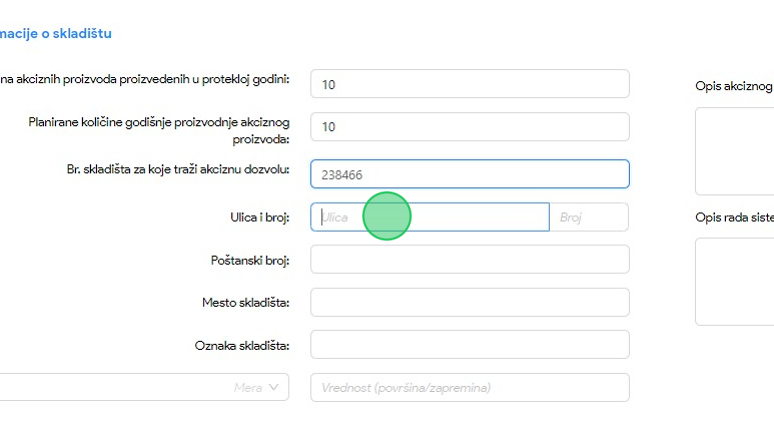 macije o skladištu
na akciznih proizvoda proizvedenih u protekloj godini:
10
Opis akciznog
Planirane količine godišnje proizvodnje akciznog
proizvoda:
10
Br. skladišta za koje traži akciznu dozvolu:
238466
Ulica i broj:
Ulica
Broj
Opis rada siste
Poštanski broj:
Mesto skladišta:
Oznaka skladišta:
Mera
Vrednost (površina/zapremina)